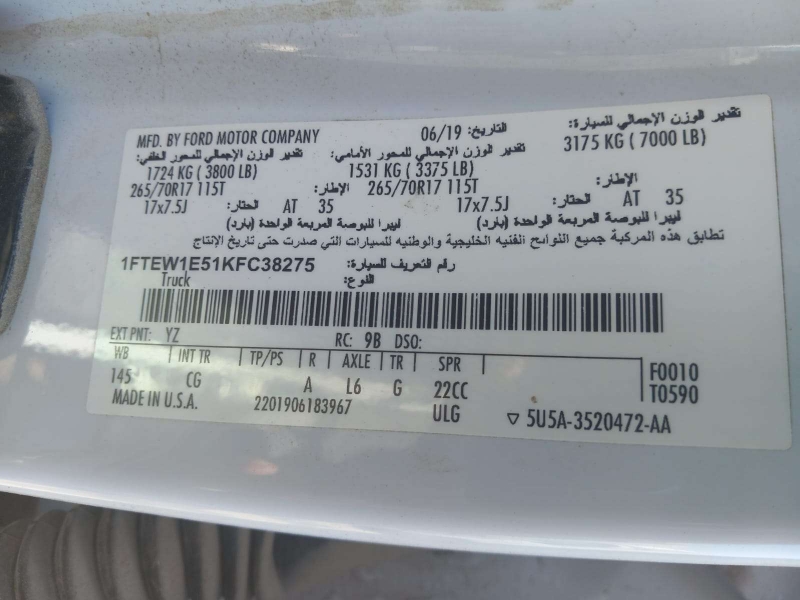 MFD. BY FORD MOTOR COMPANY 06/19 التاريخ: تقدير الوزن الإجمالي للسيارة:
3175 KG ( 7000 LB)
تقدير الوزن الإجمالي للمحور الخلفي: تقدير الوزن الإجمالي للمحور الأمامي:
1724 KG ( 3800 LB) 1531 KG ( 3375 LB)
265/70R17 115T الإطار: 265/70R17 115T الإطار:
17x7.5J الحتار: AT 35 17x7.5J الحتار: AT 35
ليبرا للبوصة المربعة الواحدة (بارد) ليبرا للبوصة المربعة الواحدة (بارد)
تطابق هذه المركبة جميع اللوائح الفنيه الخليجية والوطنيه للسيارات التي صدرت حتى تاريخ الإنتاج
1FTEW1E51KFC38275 رقم التعريف للسيارة:
Truck النوع:
EXT PNT: YZ RC: 9B DSO:
WB INT TR TP/PS R AXLE TR SPR F0010
145 CG A L6 G 22CC T0590
MADE IN U.S.A. 2201906183967 ULG ▽ 5U5A-3520472-AA